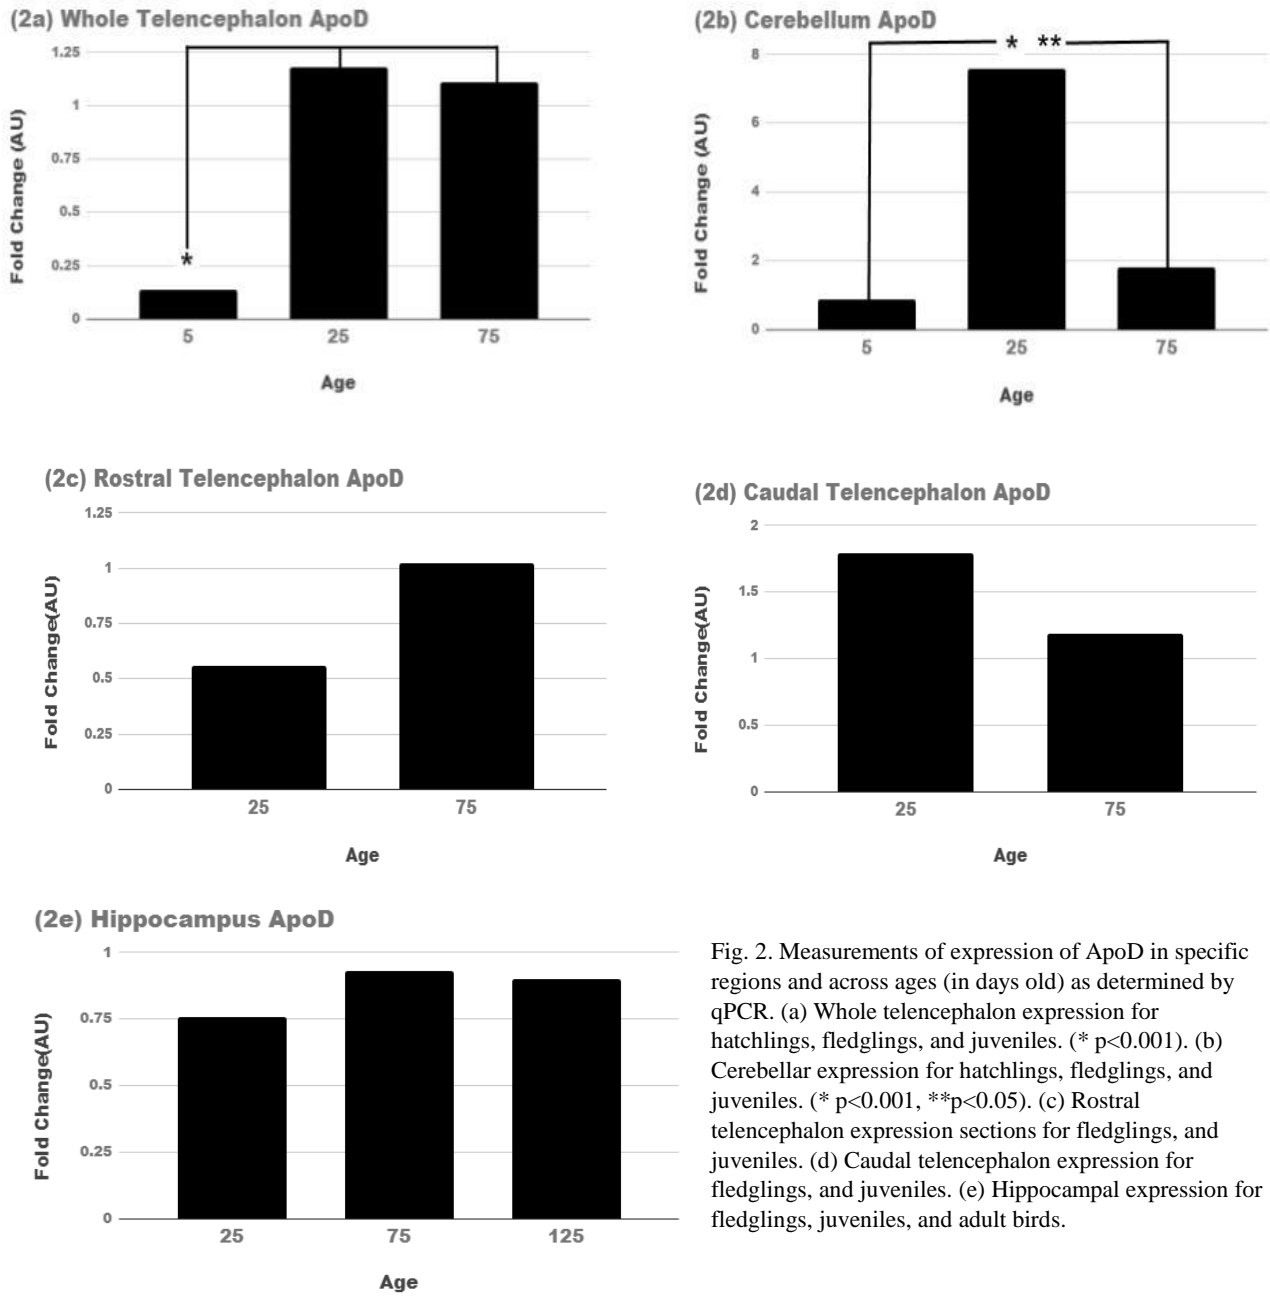 (2a) Whole Telencephalon ApoD
1.25
1
0.75
0.5
0.25
0
Fold Change (AU)
*
5 25 75
Age
(2b) Cerebellum ApoD
8
6
4
2
0
Fold Change (AU)
* **
5 25 75
Age
(2c) Rostral Telencephalon ApoD
1.25
1
0.75
0.5
0.25
0
Fold Change(AU)
25 75
Age
(2d) Caudal Telencephalon ApoD
2
1.5
1
0.5
0
Fold Change(AU)
25 75
Age
(2e) Hippocampus ApoD
1
0.75
0.5
0.25
0
Fold Change(AU)
25 75 125
Age
Fig. 2. Measurements of expression of ApoD in specific
regions and across ages (in days old) as determined by
qPCR. (a) Whole telencephalon expression for
hatchlings, fledglings, and juveniles. (* p<0.001). (b)
Cerebellar expression for hatchlings, fledglings, and
juveniles. (* p<0.001, **p<0.05). (c) Rostral
telencephalon expression sections for fledglings, and
juveniles. (d) Caudal telencephalon expression for
fledglings, and juveniles. (e) Hippocampal expression for
fledglings, juveniles, and adult birds.